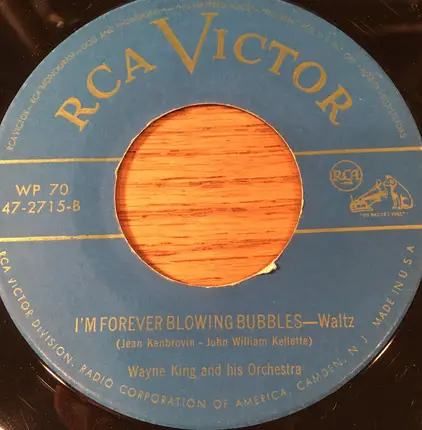 RCA VICTOR
WP 70
47-2715-B
RCA
"HIS MASTER'S VOICE"
I'M FOREVER BLOWING BUBBLES—Waltz
(Jean Kenbrovin - John William Kellette)
Wayne King and his Orchestra
RCA VICTOR DIVISION, RADIO CORPORATION OF AMERICA, CAMDEN, N. J. MADE IN U.S.A.